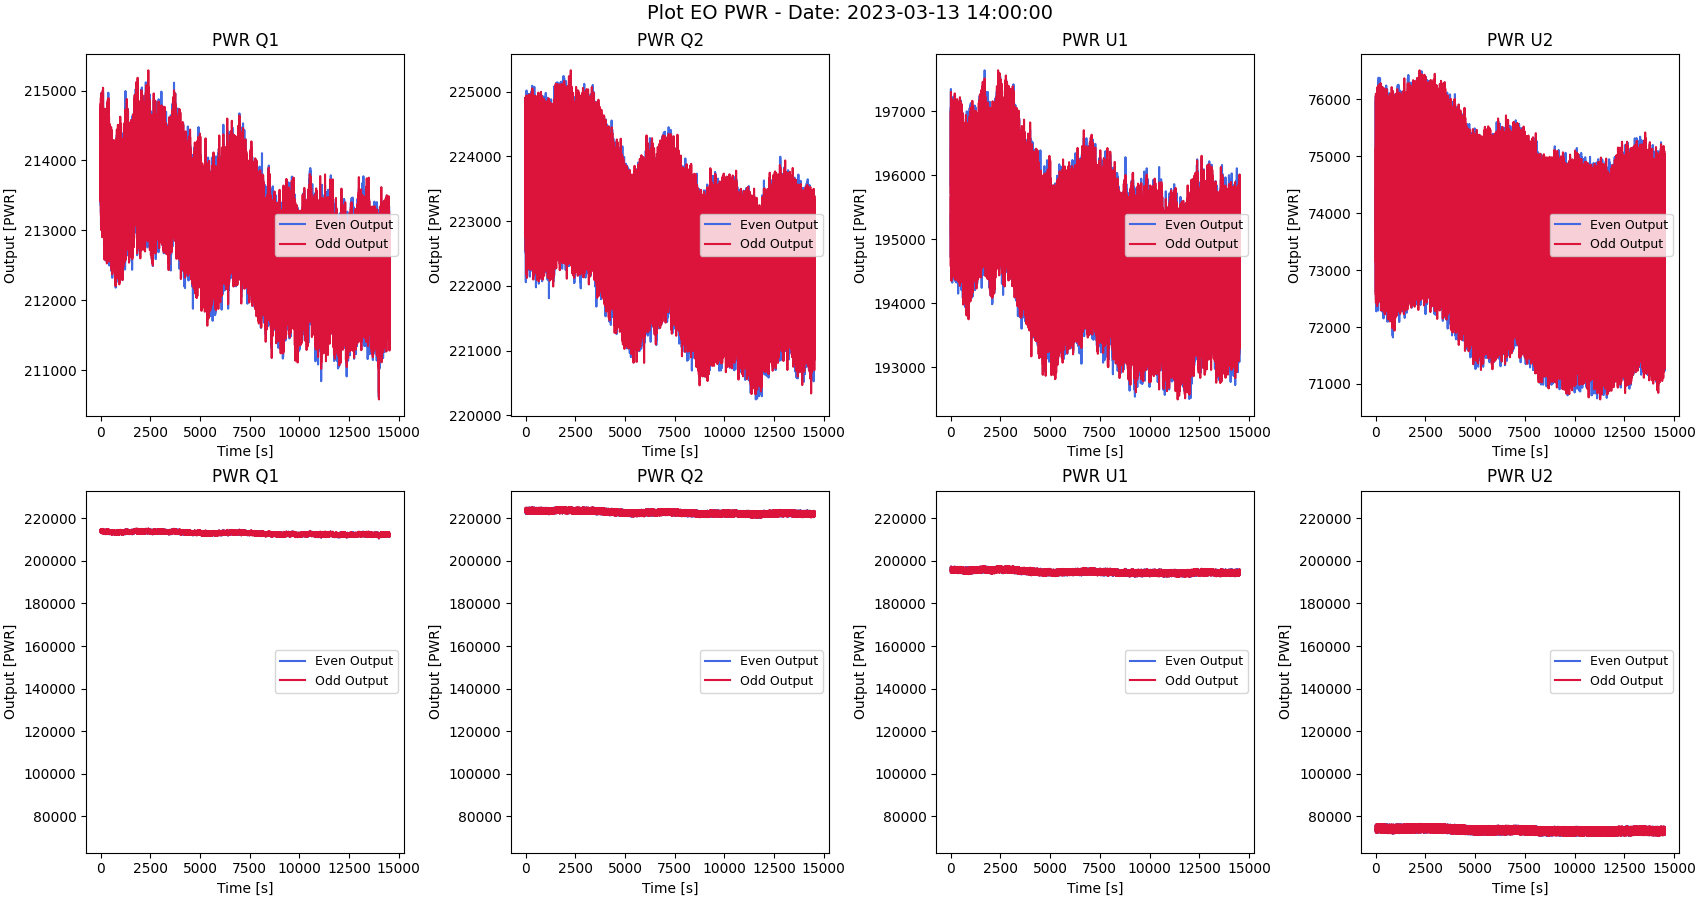 Plot EO PWR - Date: 2023-03-13 14:00:00
PWR Q1
Output [PWR]
215000
214000
213000
212000
211000
Even Output
Odd Output
0 2500 5000 7500 10000 12500 15000
Time [s]
PWR Q2
Output [PWR]
225000
224000
223000
222000
221000
220000
Even Output
Odd Output
0 2500 5000 7500 10000 12500 15000
Time [s]
PWR U1
Output [PWR]
197000
196000
195000
194000
193000
Even Output
Odd Output
0 2500 5000 7500 10000 12500 15000
Time [s]
PWR U2
Output [PWR]
76000
75000
74000
73000
72000
71000
Even Output
Odd Output
0 2500 5000 7500 10000 12500 15000
Time [s]
PWR Q1
Output [PWR]
220000
200000
180000
160000
140000
120000
100000
80000
Even Output
Odd Output
0 2500 5000 7500 10000 12500 15000
Time [s]
PWR Q2
Output [PWR]
220000
200000
180000
160000
140000
120000
100000
80000
Even Output
Odd Output
0 2500 5000 7500 10000 12500 15000
Time [s]
PWR U1
Output [PWR]
220000
200000
180000
160000
140000
120000
100000
80000
Even Output
Odd Output
0 2500 5000 7500 10000 12500 15000
Time [s]
PWR U2
Output [PWR]
220000
200000
180000
160000
140000
120000
100000
80000
Even Output
Odd Output
0 2500 5000 7500 10000 12500 15000
Time [s]